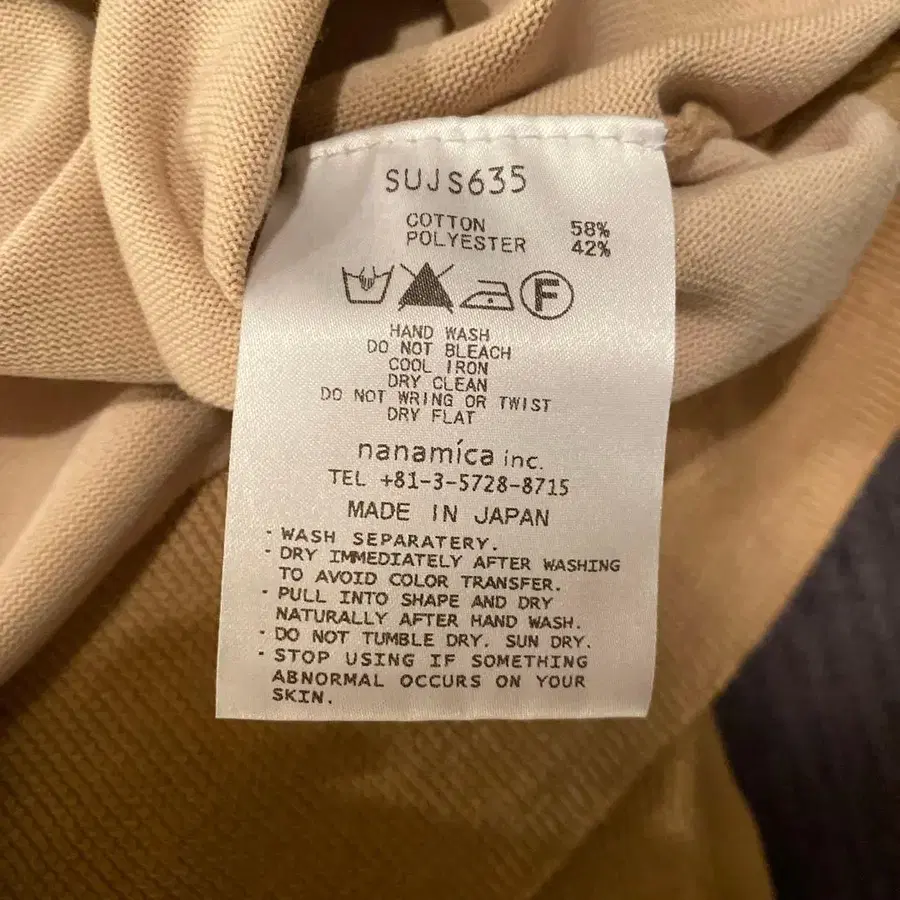 SUJS635
COTTON 58%
POLYESTER 42%
F
HAND WASH
DO NOT BLEACH
COOL IRON
DRY CLEAN
DO NOT WRING OR TWIST
DRY FLAT
nanamíca inc.
TEL +81-3-5728-8715
MADE IN JAPAN
· WASH SEPARATERY.
· DRY IMMEDIATELY AFTER WASHING
TO AVOID COLOR TRANSFER.
· PULL INTO SHAPE AND DRY
NATURALLY AFTER HAND WASH.
· DO NOT TUMBLE DRY. SUN DRY.
· STOP USING IF SOMETHING
ABNORMAL OCCURS ON YOUR
SKIN.